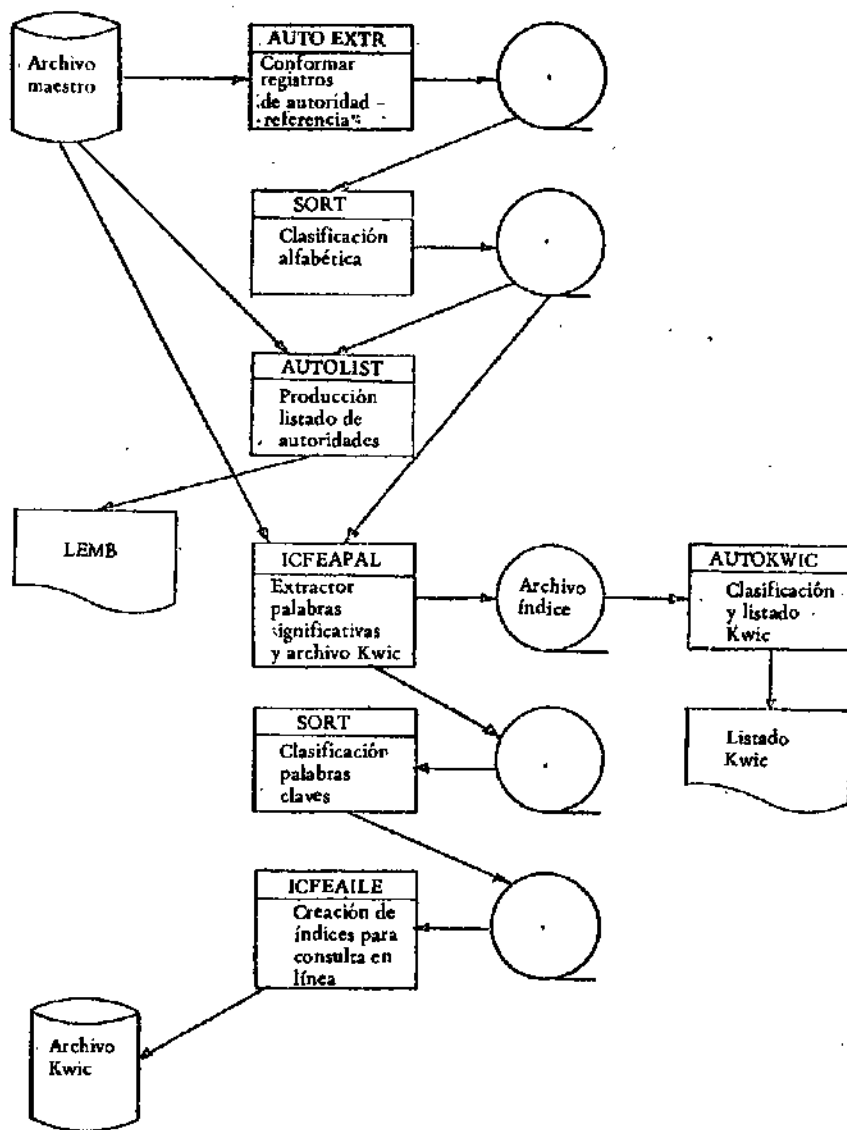 Archivo
maestro
AUTO EXTR
Conformar
registros
de autoridad –
referencia"
SORT
Clasificación
alfabética
AUTOLIST
Producción
listado de
autoridades
LEMB
ICFEAPAL
Extractor
palabras
significativas
y archivo Kwic
Archivo
índice
AUTOKWIC
Clasificación
y listado
Kwic
SORT
Clasificación
palabras
claves
Listado
Kwic
ICFEAILE
Creación de
índices para
consulta en
línea
Archivo
Kwic